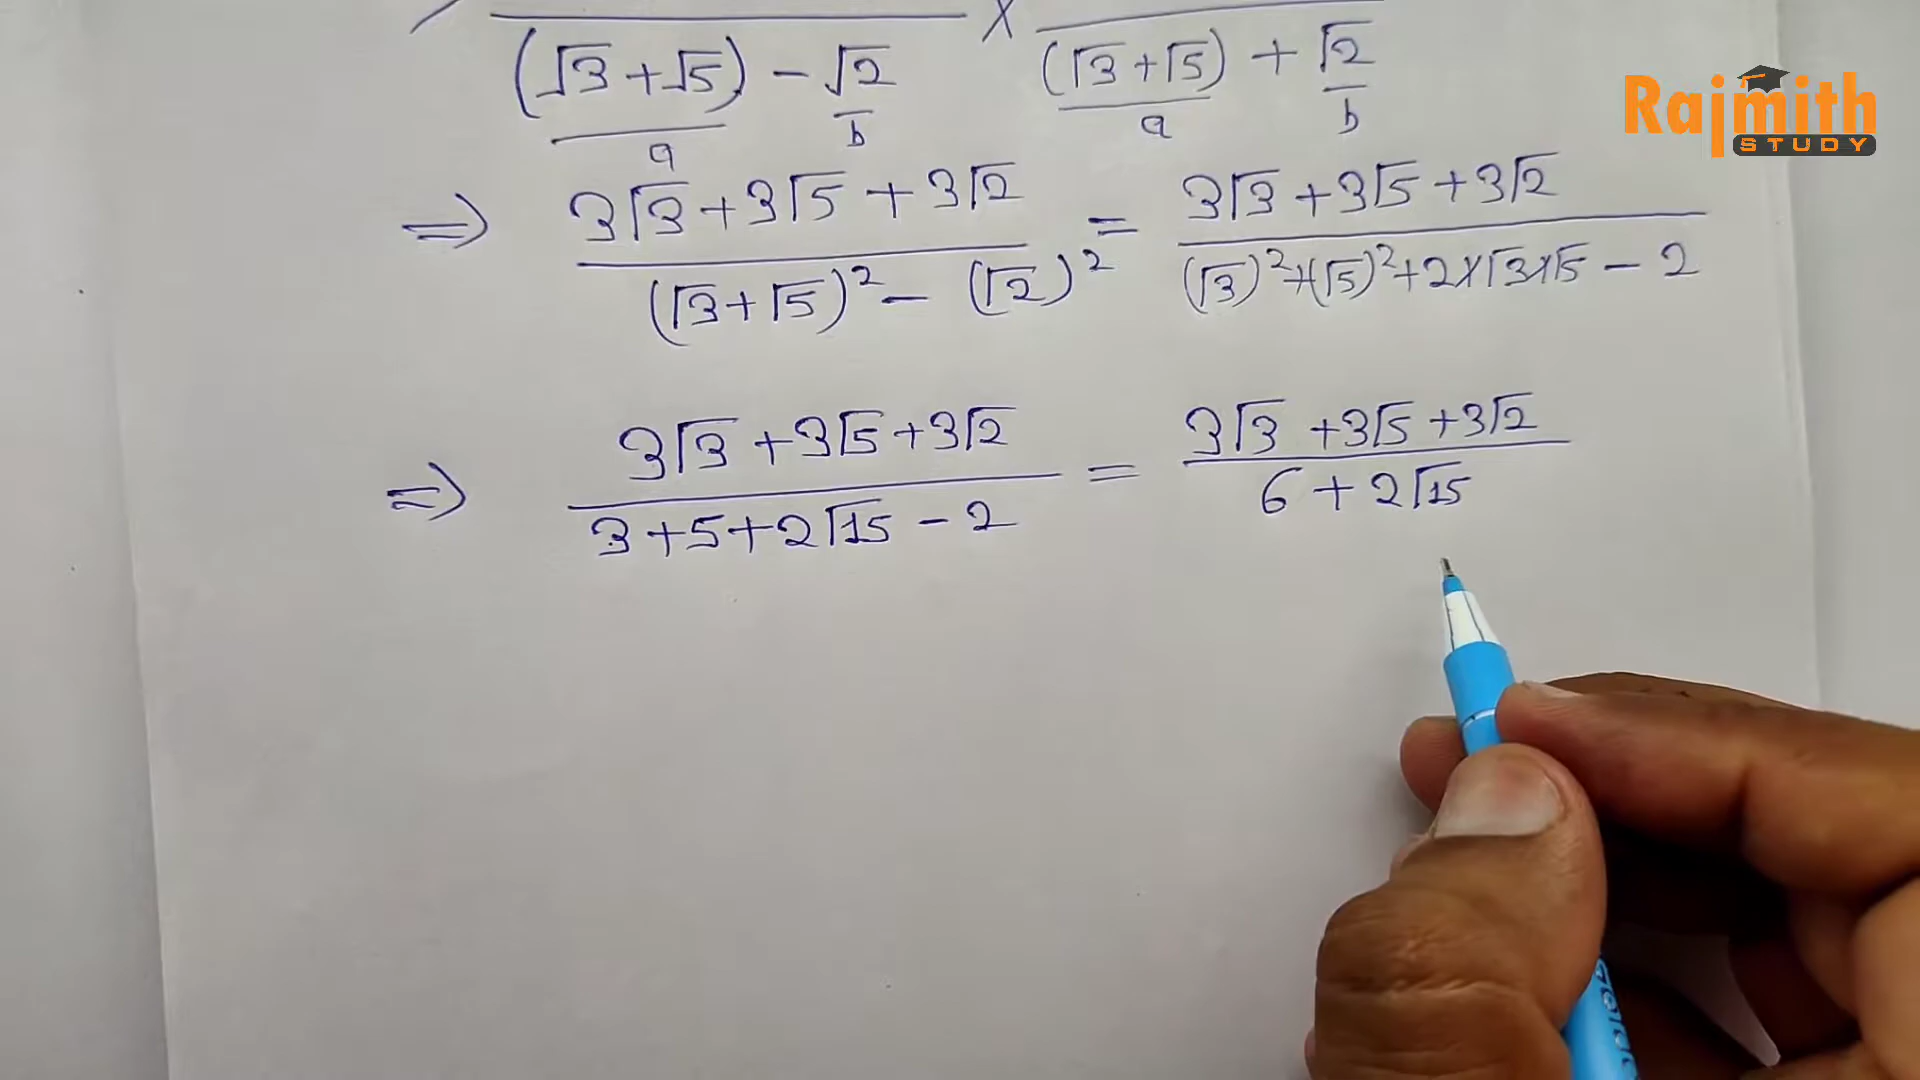 (√3+√5) - √2 × (√3+√5) + √2
a b a b
⇒ 3√3+3√5+3√2 / (√3+√5)² - (√2)² = 3√3+3√5+3√2 / (√3)²+(√5)²+2×√3×√5 - 2
⇒ 3√3+3√5+3√2 / 3+5+2√15 - 2 = 3√3+3√5+3√2 / 6+2√15
Rajmith
STUDY